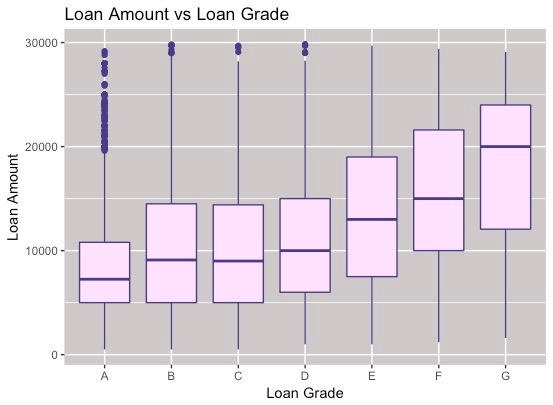 Loan Amount vs Loan Grade
30000
20000
10000
0
Loan Amount
A B C D E F G
Loan Grade